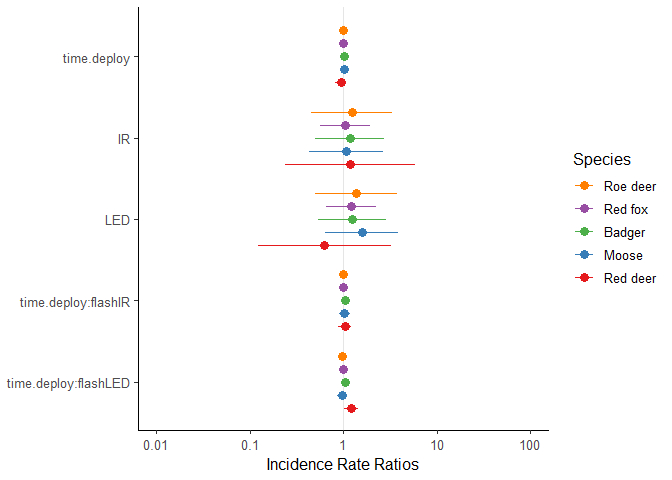 time.deploy
IR
LED
time.deploy:flashIR
time.deploy:flashLED
0.01 0.1 1 10 100
Incidence Rate Ratios
Species
Roe deer
Red fox
Badger
Moose
Red deer